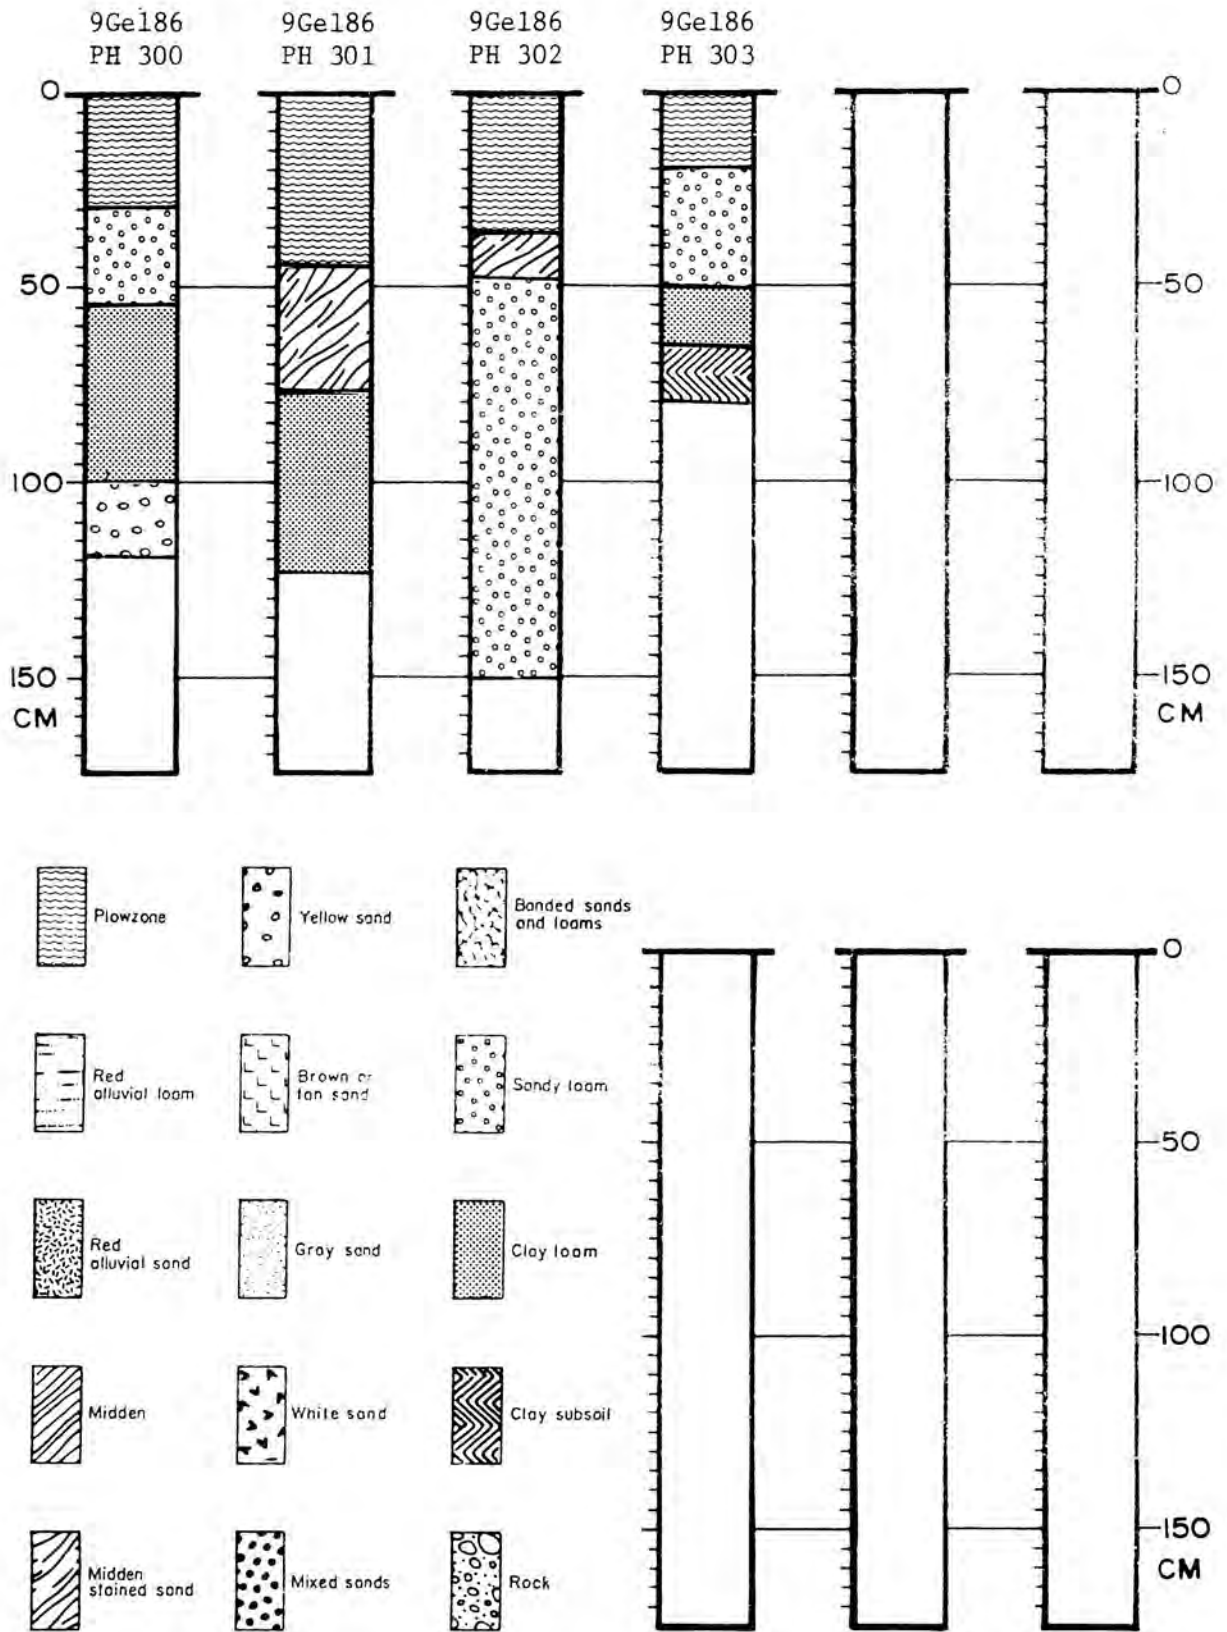 9Ge186
PH 300
9Ge186
PH 301
9Ge186
PH 302
9Ge186
PH 303
0
50
100
150
CM
0
50
100
150
CM
Plowzone
Yellow sand
Banded sands
and loams
Red
alluvial loam
Brown or
tan sand
Sandy loam
Red
alluvial sand
Gray sand
Clay loam
Midden
White sand
Clay subsoil
Midden
stained sand
Mixed sands
Rock
0
50
100
150
CM